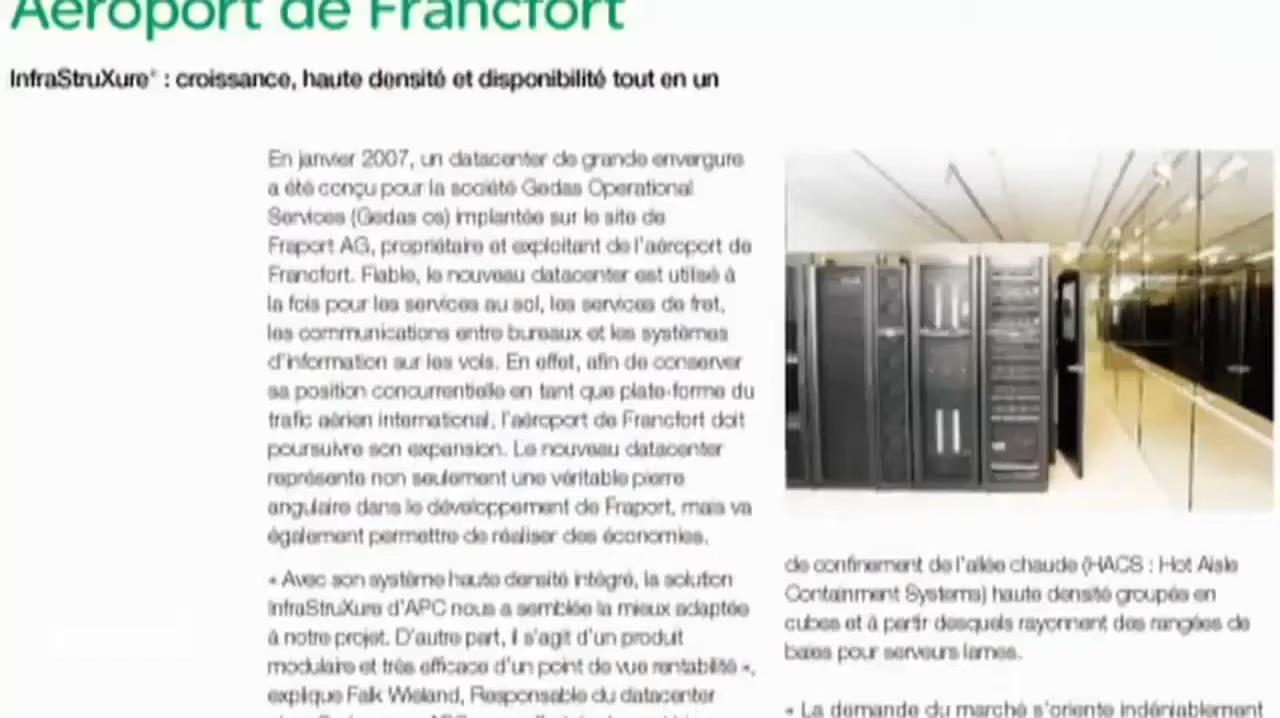 Aéroport de Francfort
InfraStruXure® : croissance, haute densité et disponibilité tout en un
En janvier 2007, un datacenter de grande envergure
a été conçu pour la société Gedas Operational
Services (Gedas os) implantée sur le site de
Fraport AG, propriétaire et exploitant de l'aéroport de
Francfort. Fiable, le nouveau datacenter est utilisé à
la fois pour les services au sol, les services de fret,
les communications entre bureaux et les systèmes
d'information sur les vols. En effet, afin de conserver
sa position concurrentielle en tant que plate-forme du
trafic aérien international, l'aéroport de Francfort doit
poursuivre son expansion. Le nouveau datacenter
représente non seulement une véritable pierre
angulaire dans le développement de Fraport, mais va
également permettre de réaliser des économies.
« Avec son système haute densité intégré, la solution
InfraStruXure d'APC nous a semblée la mieux adaptée
à notre projet. D'autre part, il s'agit d'un produit
modulaire et très efficace d'un point de vue rentabilité »,
explique Falk Wieland, Responsable du datacenter
de confinement de l'allée chaude (HACS : Hot Aisle
Containment Systems) haute densité groupés en
cubes et à partir desquels rayonnent des rangées de
baies pour serveurs lames.
« La demande du marché s'oriente indéniablement